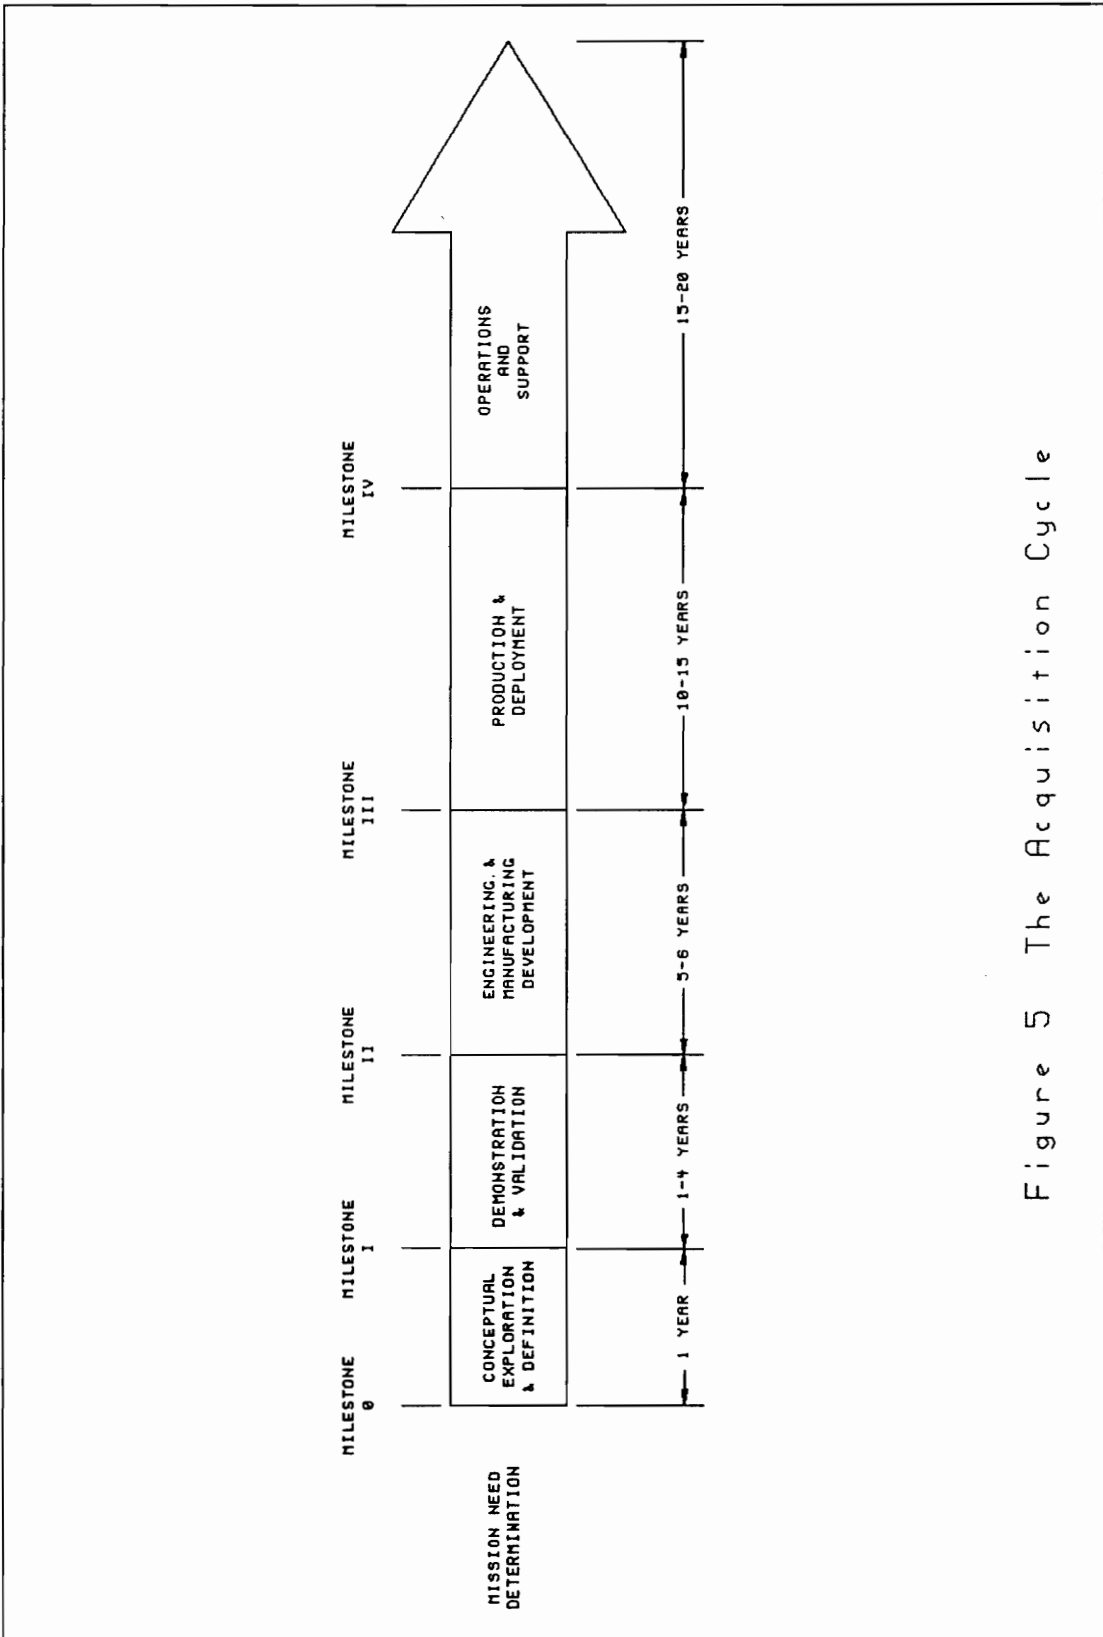 MILESTONE
0
MILESTONE
I
MILESTONE
II
MILESTONE
III
MILESTONE
IV
MISSION NEED
DETERMINATION
CONCEPTUAL
EXPLORATION
& DEFINITION
DEMONSTRATION
& VALIDATION
ENGINEERING. &
MANUFACTURING
DEVELOPMENT
PRODUCTION &
DEPLOYMENT
OPERATIONS
AND
SUPPORT
1 YEAR
1-4 YEARS
5-6 YEARS
10-15 YEARS
15-20 YEARS
Figure 5 The Acquisition Cycle